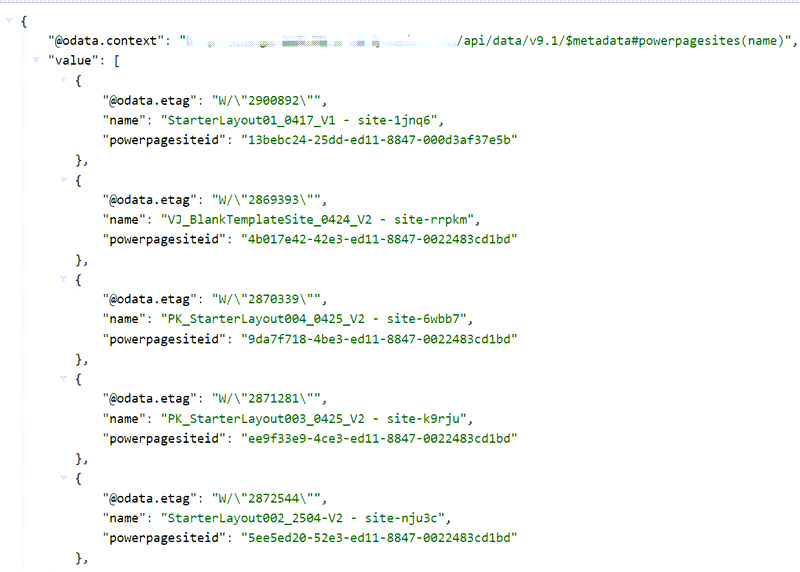 {
"@odata.context": "/api/data/v9.1/$metadata#powerpagesites(name)",
"value": [
{
"@odata.etag": "W/\"2900892\"",
"name": "StarterLayout01_0417_V1 - site-1jnq6",
"powerpagesiteid": "13bebc24-25dd-ed11-8847-000d3af37e5b"
},
{
"@odata.etag": "W/\"2869393\"",
"name": "VJ_BlankTemplateSite_0424_V2 - site-rrpkm",
"powerpagesiteid": "4b017e42-42e3-ed11-8847-0022483cd1bd"
},
{
"@odata.etag": "W/\"2870339\"",
"name": "PK_StarterLayout004_0425_V2 - site-6wbb7",
"powerpagesiteid": "9da7f718-4be3-ed11-8847-0022483cd1bd"
},
{
"@odata.etag": "W/\"2871281\"",
"name": "PK_StarterLayout003_0425_V2 - site-k9rju",
"powerpagesiteid": "ee9f33e9-4ce3-ed11-8847-0022483cd1bd"
},
{
"@odata.etag": "W/\"2872544\"",
"name": "StarterLayout002_2504-V2 - site-nju3c",
"powerpagesiteid": "5ee5ed20-52e3-ed11-8847-0022483cd1bd"
},